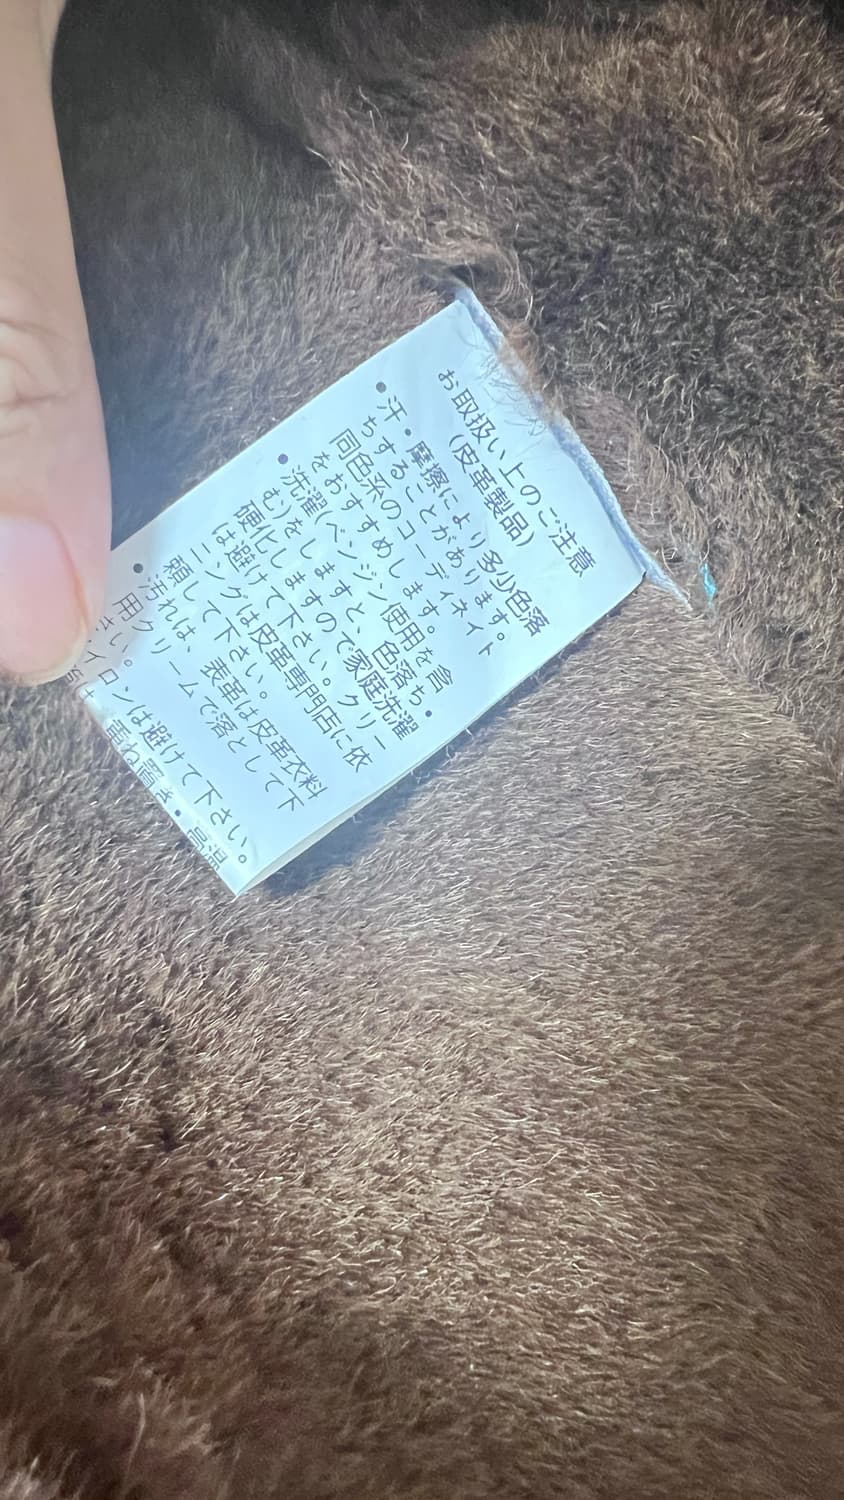 お取扱い上のご注意
(皮革製品)
●汗・摩擦により多少色落
ちすることがあります。
同色系のコーディネイト
をおすすめします。
●洗濯(ベンジン使用を含
む)をしますと、色落ち・
硬化しますので家庭洗濯
は避けて下さい。クリー
ニングは皮革専門店に依
頼して下さい。
●汚れは、表革は皮革衣料
用クリームで落として下
さい。
イロンは避けて下さい。
重ね置き・高温